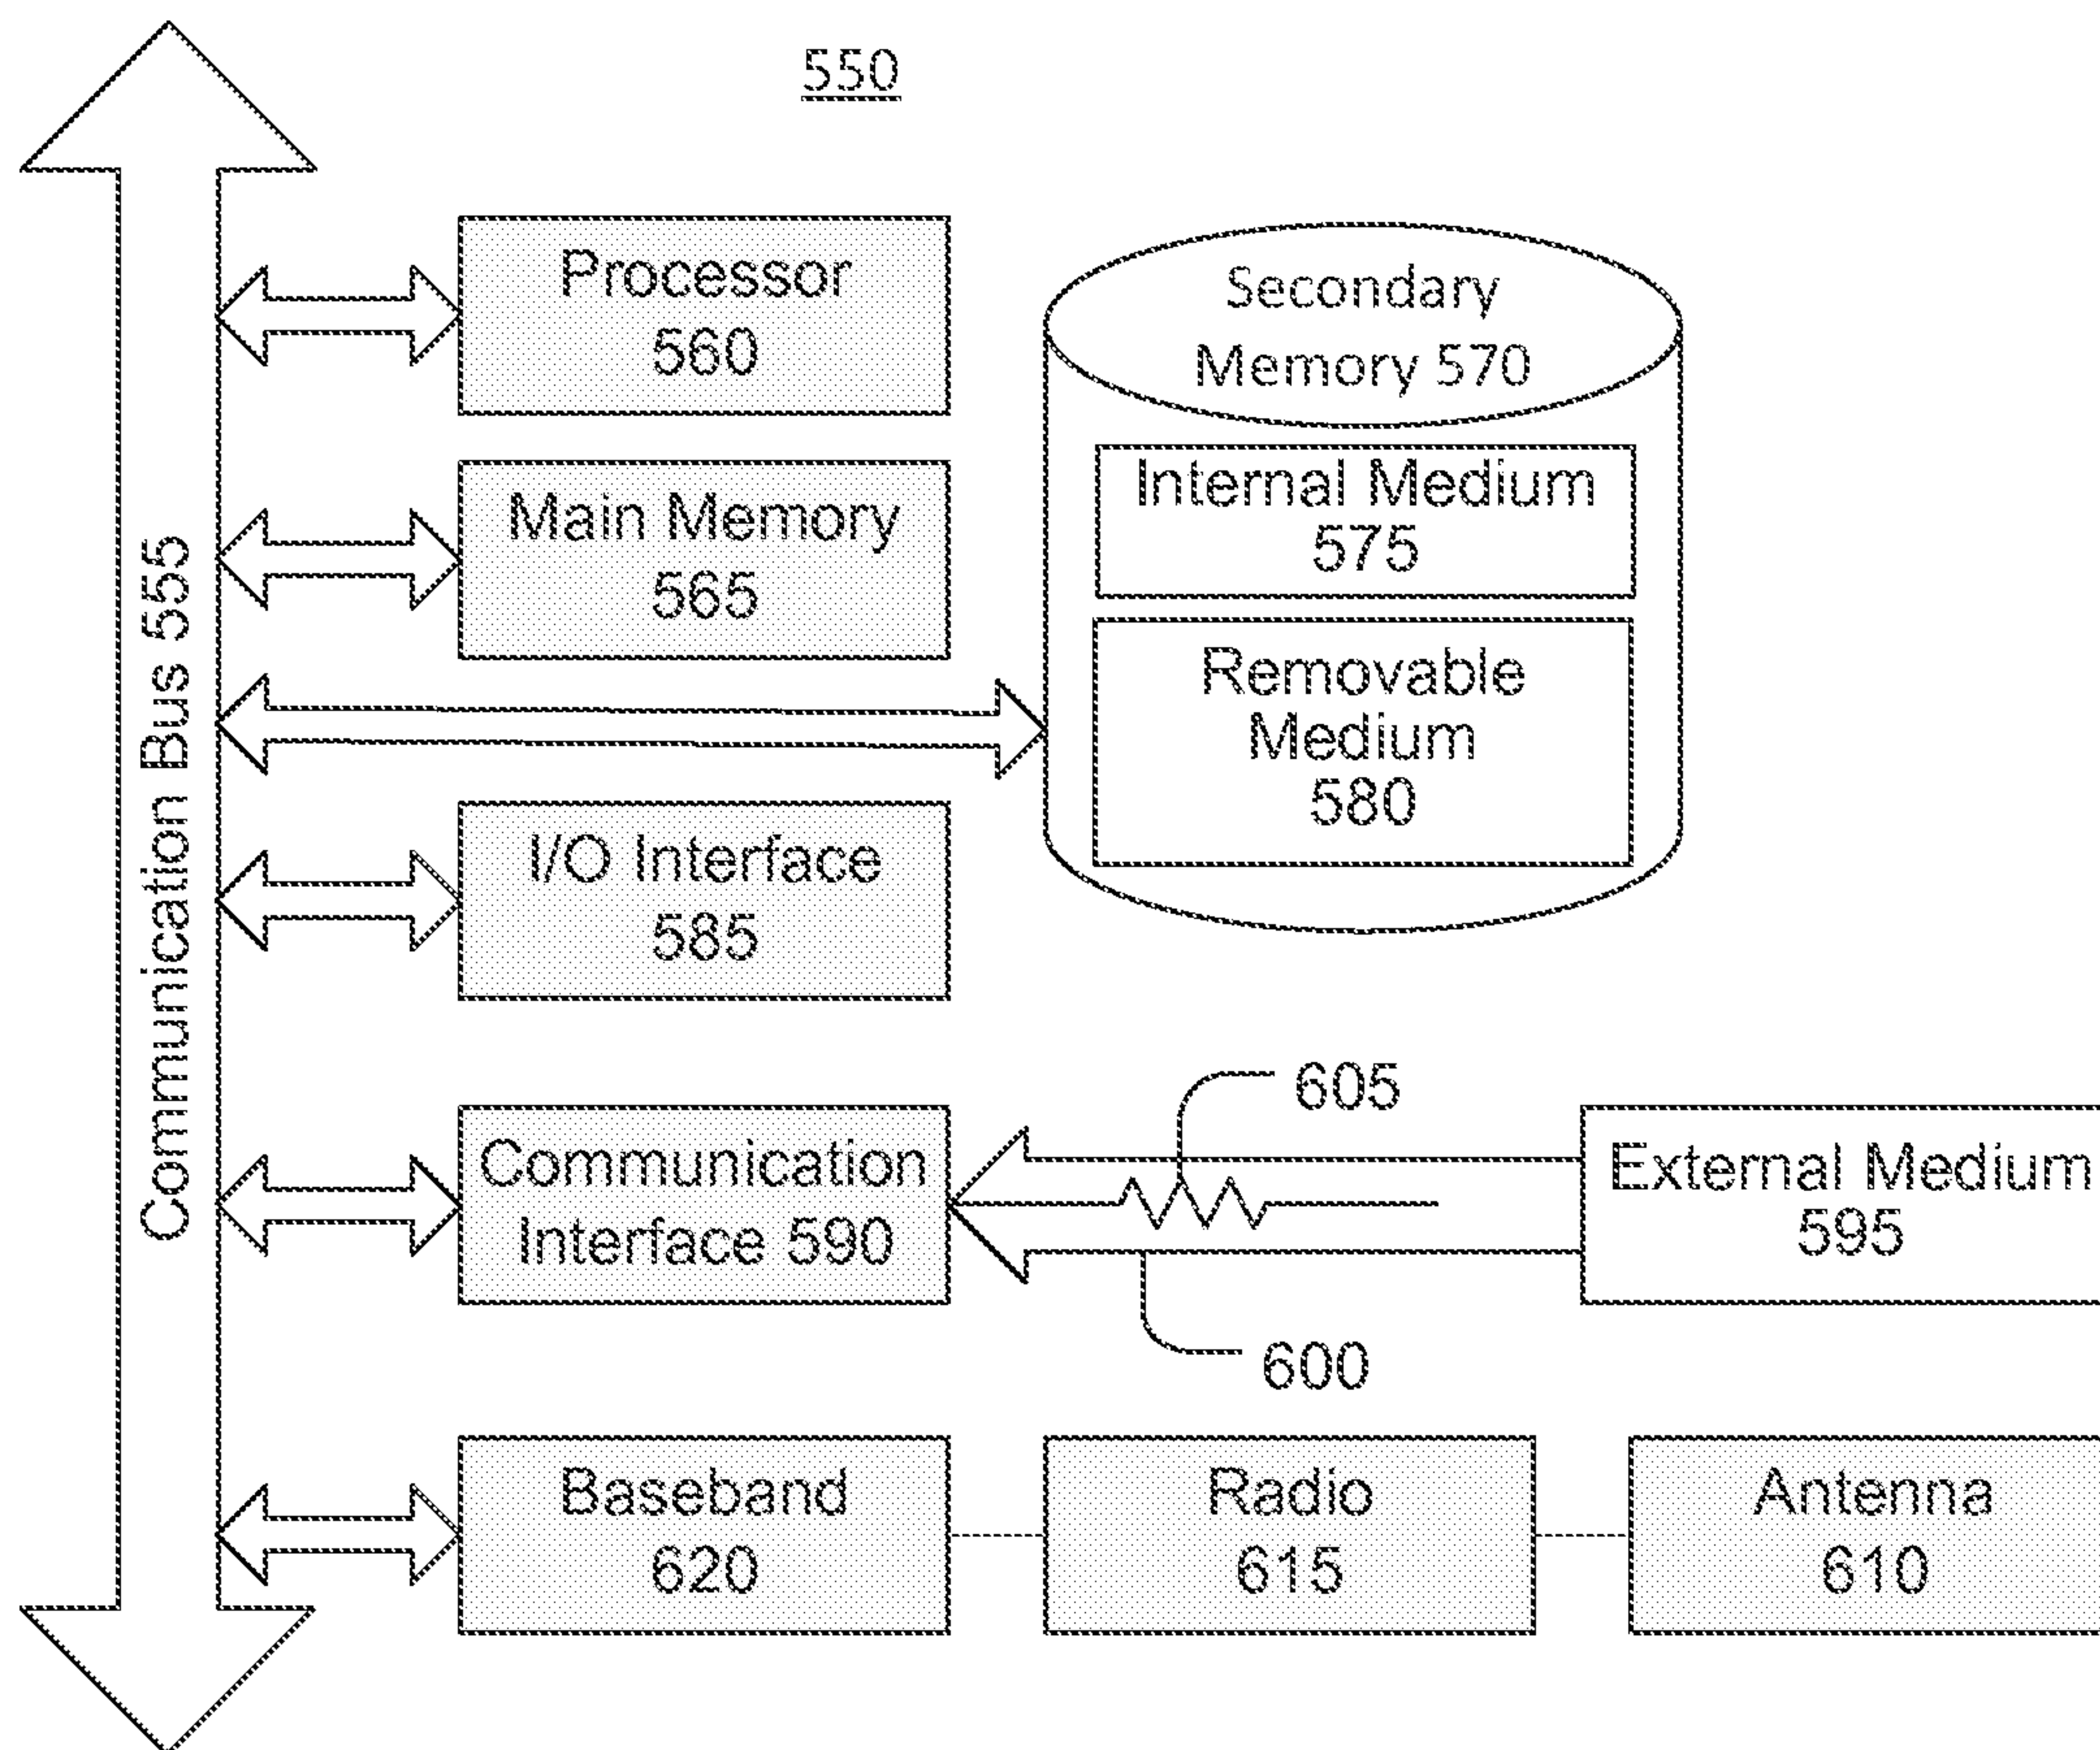 550
Communication Bus 555
Processor
560
Secondary
Memory 570
Main Memory
565
Internal Medium
575
Removable
Medium
580
I/O Interface
585
605
Communication
Interface 590
External Medium
595
600
Baseband
620
Radio
615
Antenna
610